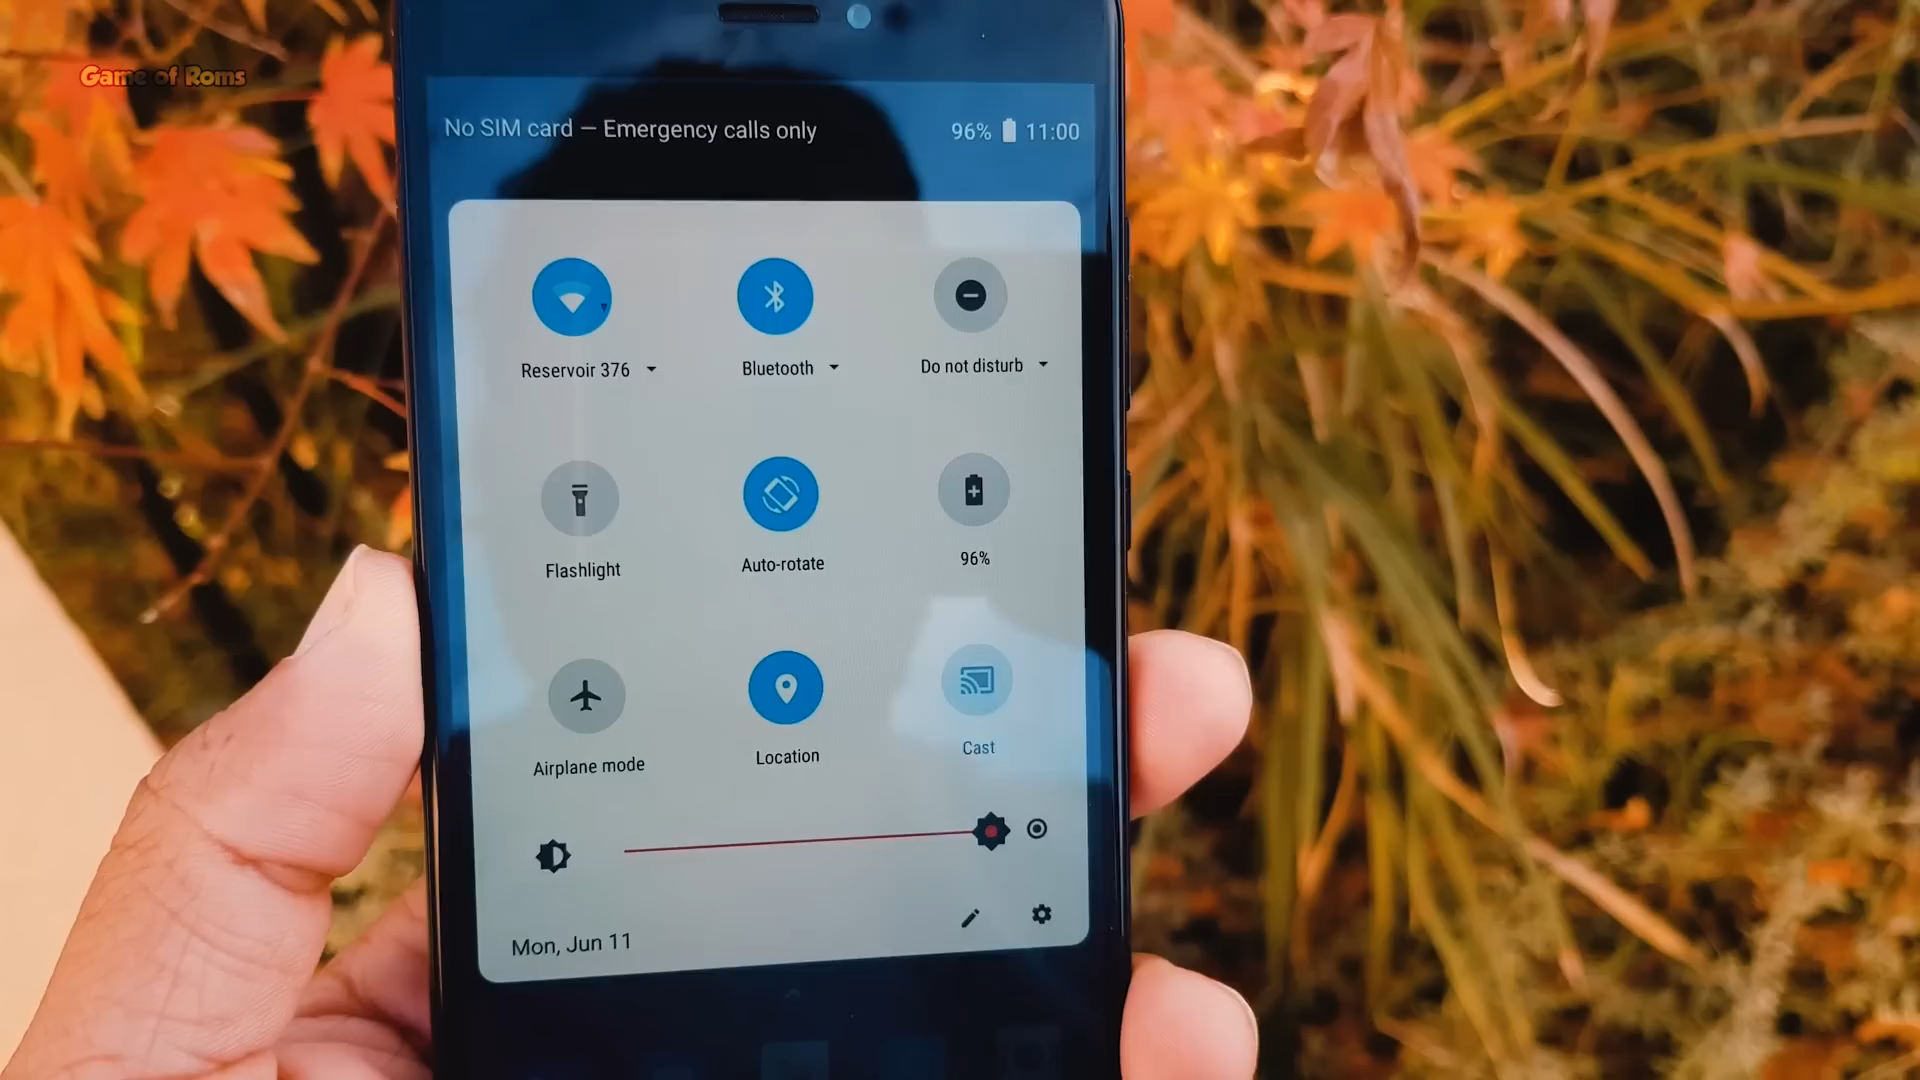 Game of Roms
No SIM card — Emergency calls only
96% 11:00
Reservoir 376
Bluetooth
Do not disturb
Flashlight
Auto-rotate
96%
Airplane mode
Location
Cast
Mon, Jun 11